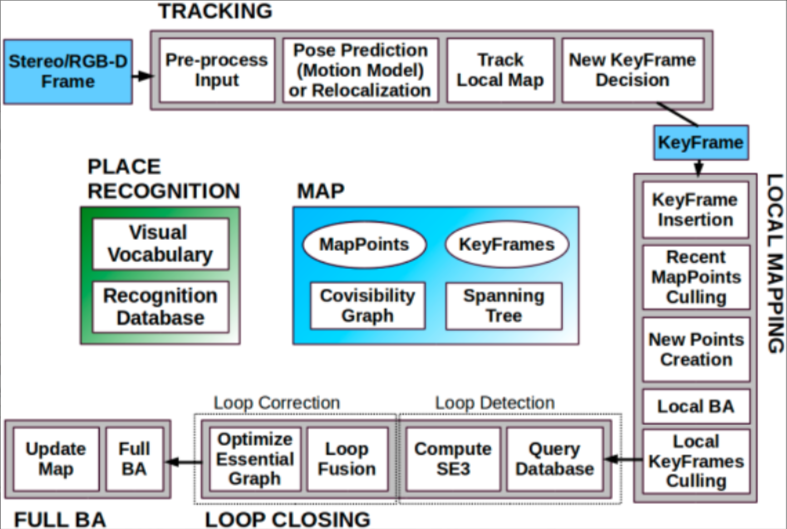 TRACKING
Stereo/RGB-D
Frame
Pre-process
Input
Pose Prediction
(Motion Model)
or Relocalization
Track
Local Map
New KeyFrame
Decision
KeyFrame
PLACE
RECOGNITION
Visual
Vocabulary
Recognition
Database
MAP
MapPoints
KeyFrames
Covisibility
Graph
Spanning
Tree
LOCAL MAPPING
KeyFrame
Insertion
Recent
MapPoints
Culling
New Points
Creation
Local BA
Local
KeyFrames
Culling
Loop Correction
Loop Detection
Update
Map
Full
BA
Optimize
Essential
Graph
Loop
Fusion
Compute
SE3
Query
Database
FULL BA
LOOP CLOSING